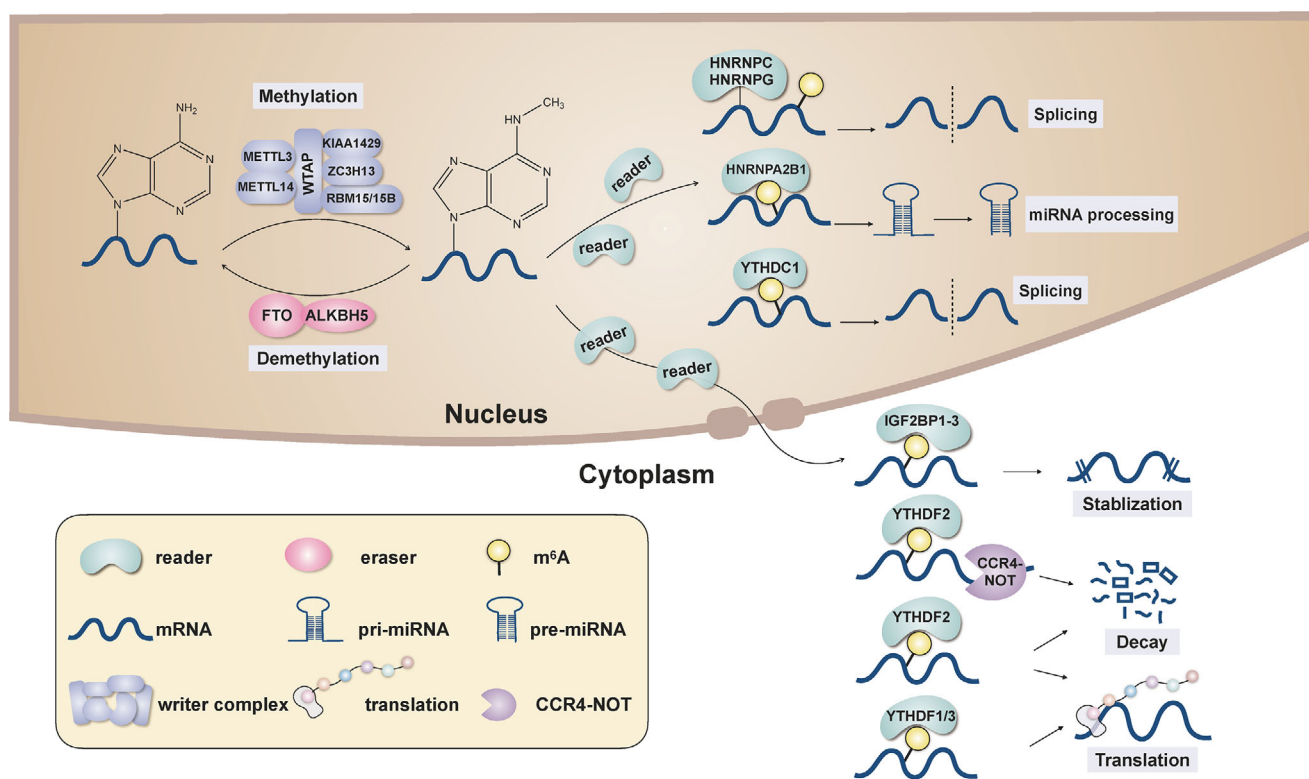 Methylation
NH₂
N
N
N
N
METTL3
METTL14
WTAP
KIAA1429
ZC3H13
RBM15/15B
HN
CH₃
N
N
N
N
FTO
ALKBH5
Demethylation
reader
reader
reader
reader
HNRNPC
HNRNPG
Splicing
HNRNPA2B1
miRNA processing
YTHDC1
Splicing
Nucleus
Cytoplasm
IGF2BP1-3
Stablization
YTHDF2
CCR4-
NOT
YTHDF2
Decay
YTHDF1/3
Translation
reader
eraser
m⁶A
mRNA
pri-miRNA
pre-miRNA
writer complex
translation
CCR4-NOT